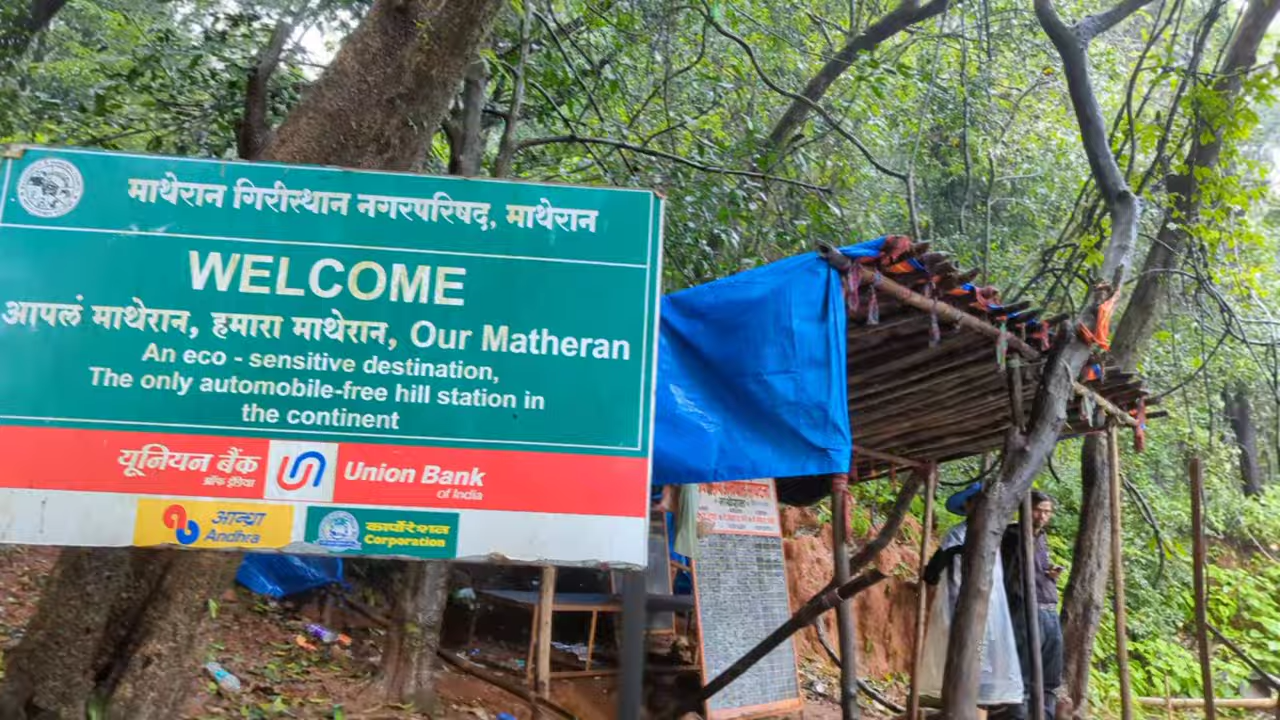 माथेरान गिरीस्थान नगरपरिषद, माथेरान
WELCOME
आपलं माथेरान, हमारा माथेरान, Our Matheran
An eco - sensitive destination,
The only automobile-free hill station in
the continent
यूनियन बैंक
ऑफ इंडिया
Union Bank
of India
आन्ध्रा
Andhra
कार्पोरेशन
Corporation